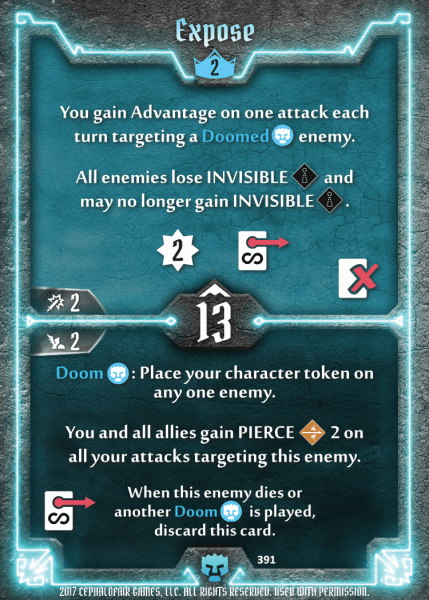 Expose
2
You gain Advantage on one attack each
turn targeting a Doomed enemy.
All enemies lose INVISIBLE and
may no longer gain INVISIBLE .
2
2
13
2
Doom : Place your character token on
any one enemy.
You and all allies gain PIERCE 2 on
all your attacks targeting this enemy.
When this enemy dies or
another Doom is played,
discard this card.
391
2017 CEPHALOFAIR GAMES, LLC. ALL RIGHTS RESERVED. USED WITH PERMISSION.